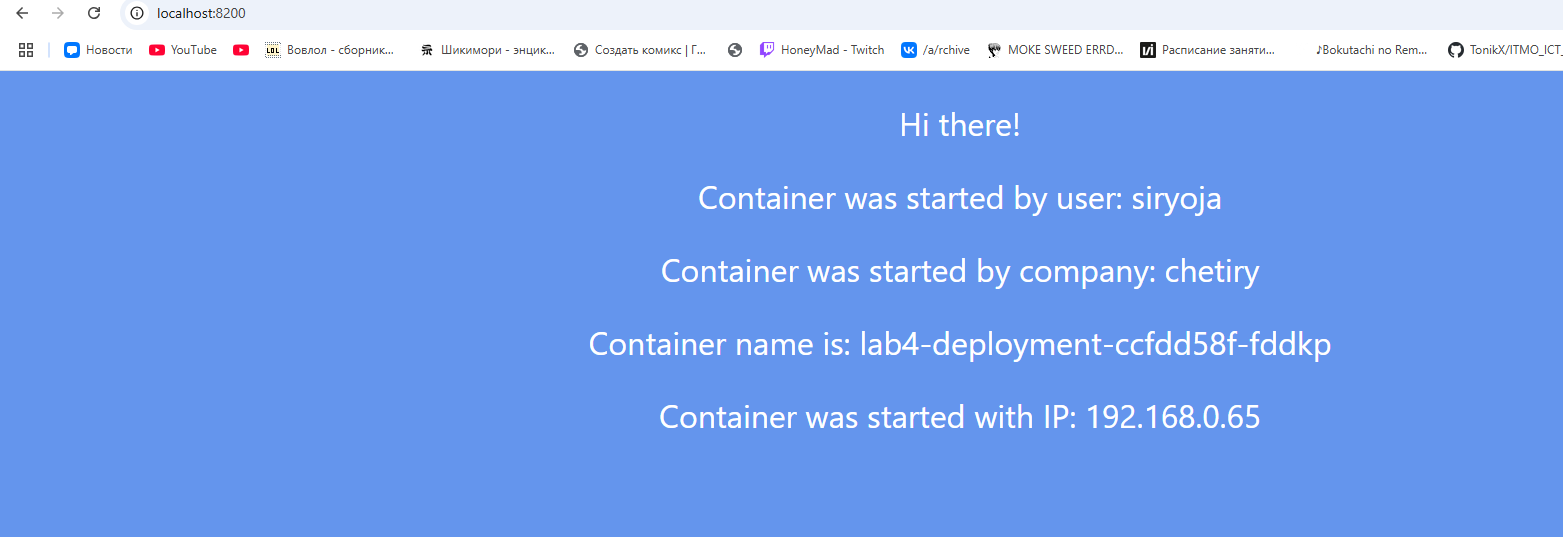 localhost:8200
Новости YouTube LOL Вовлол - сборник... Шикимори - энцик... Создать комикс | Г... HoneyMad - Twitch /a/rchive MOKE SWEED ERRD... Расписание заняти... ♪Bokutachi no Rem... TonikX/ITMO_ICT_
Hi there!
Container was started by user: siryoja
Container was started by company: chetiry
Container name is: lab4-deployment-ccfdd58f-fddkp
Container was started with IP: 192.168.0.65